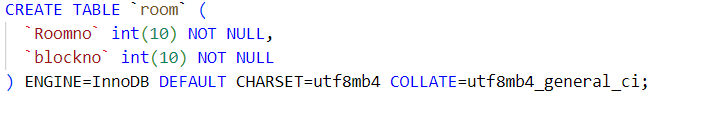 CREATE TABLE `room` (
  `Roomno` int(10) NOT NULL,
  `blockno` int(10) NOT NULL
) ENGINE=InnoDB DEFAULT CHARSET=utf8mb4 COLLATE=utf8mb4_general_ci;